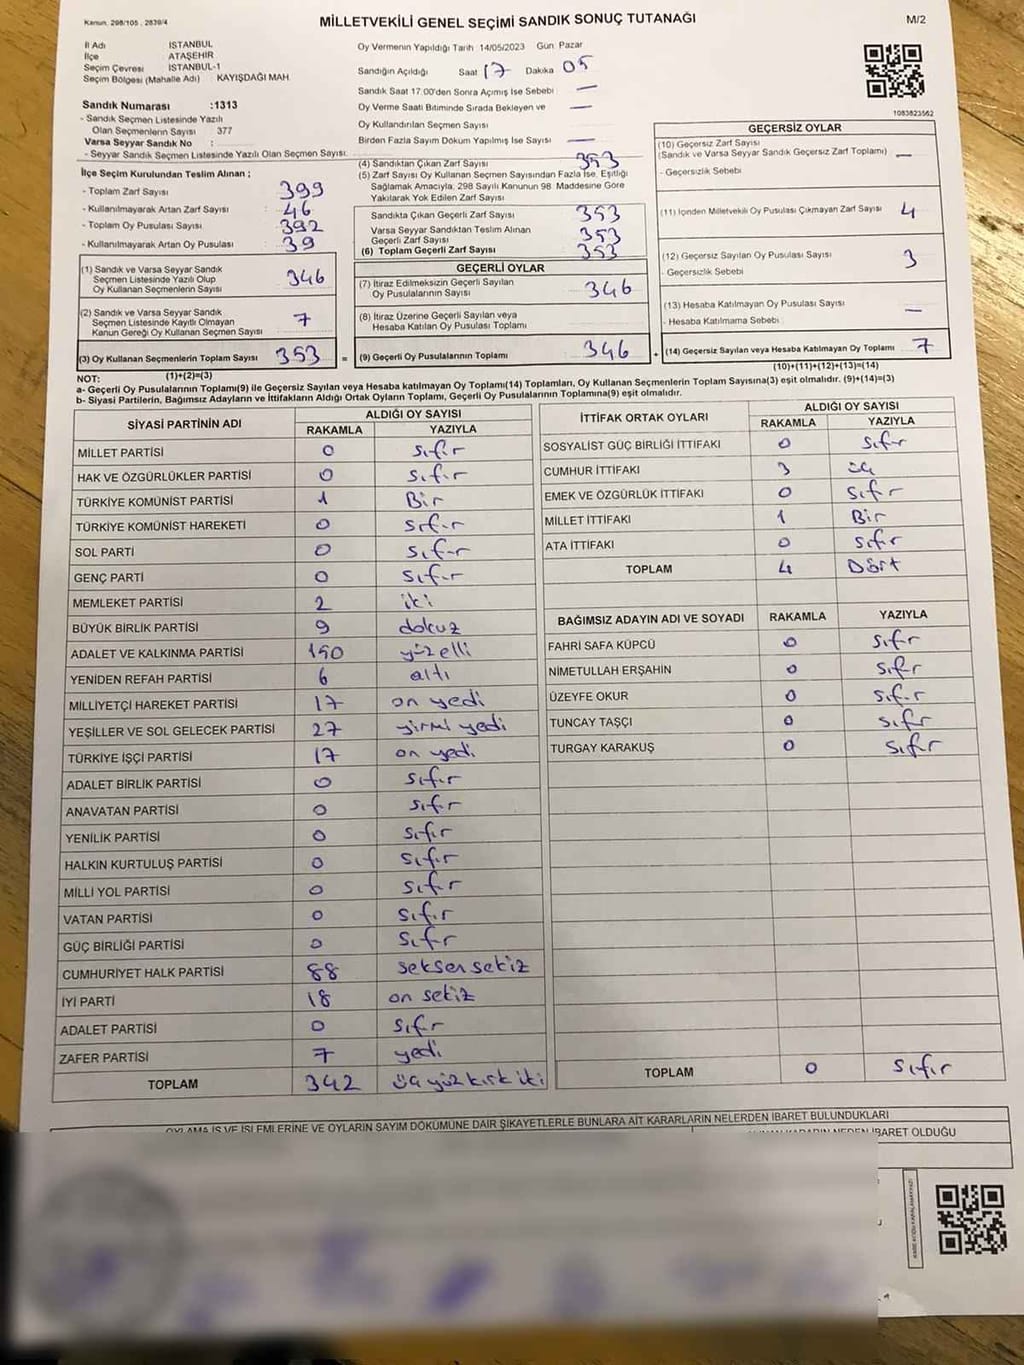 Kanun. 298/105 , 2839/4
MİLLETVEKİLİ GENEL SEÇİMİ SANDIK SONUÇ TUTANAĞI
M/2
İl Adı İSTANBUL
İlçe ATAŞEHİR
Seçim Çevresi İSTANBUL-1
Seçim Bölgesi (Mahalle Adı) KAYIŞDAĞI MAH.
Sandık Numarası :1313
- Sandık Seçmen Listesinde Yazılı
Olan Seçmenlerin Sayısı : 377
Varsa Seyyar Sandık No :
- Seyyar Sandık Seçmen Listesinde Yazılı Olan Seçmen Sayısı:
İlçe Seçim Kurulundan Teslim Alınan ;
- Toplam Zarf Sayısı : 399
- Kullanılmayarak Artan Zarf Sayısı : 46
- Toplam Oy Pusulası Sayısı : 392
- Kullanılmayarak Artan Oy Pusulası : 39
(1) Sandık ve Varsa Seyyar Sandık
Seçmen Listesinde Yazılı Olup
Oy Kullanan Seçmenlerin Sayısı 346
(2) Sandık ve Varsa Seyyar Sandık
Seçmen Listesinde Kayıtlı Olmayan
Kanun Gereği Oy Kullanan Seçmen Sayısı 7
(3) Oy Kullanan Seçmenlerin Toplam Sayısı 353 =
(1)+(2)=(3)
Oy Vermenin Yapıldığı Tarih 14/05/2023 Gün Pazar
Sandığın Açıldığı Saat 17 Dakika 05
Sandık Saat 17.00'den Sonra Açımış İse Sebebi : —
Oy Verme Saati Bitiminde Sırada Bekleyen ve —
Oy Kullandırılan Seçmen Sayısı
Birden Fazla Sayım Döküm Yapılmış İse Sayısı —
(4) Sandıktan Çıkan Zarf Sayısı 353
(5) Zarf Sayısı Oy Kullanan Seçmen Sayısından Fazla İse, Eşitliği
Sağlamak Amacıyla, 298 Sayılı Kanunun 98. Maddesine Göre
Yakılarak Yok Edilen Zarf Sayısı
Sandıkta Çıkan Geçerli Zarf Sayısı 353
Varsa Seyyar Sandıktan Teslim Alınan
Geçerli Zarf Sayısı 353
(6) Toplam Geçerli Zarf Sayısı 353
GEÇERLİ OYLAR
(7) İtiraz Edilmeksizin Geçerli Sayılan
Oy Pusulalarının Sayısı 346
(8) İtiraz Üzerine Geçerli Sayılan veya
Hesaba Katılan Oy Pusulası Toplamı
(9) Geçerli Oy Pusulalarının Toplamı 346 +
1083823562
GEÇERSİZ OYLAR
(10) Geçersiz Zarf Sayısı
(Sandık ve Varsa Seyyar Sandık Geçersiz Zarf Toplamı) —
- Geçersizlik Sebebi
(11) İçinden Milletvekili Oy Pusulası Çıkmayan Zarf Sayısı 4
(12) Geçersiz Sayılan Oy Pusulası Sayısı 3
- Geçersizlik Sebebi
(13) Hesaba Katılmayan Oy Pusulası Sayısı —
- Hesaba Katılmama Sebebi
(14) Geçersiz Sayılan veya Hesaba Katılmayan Oy Toplamı 7
(10)+(11)+(12)+(13)=(14)
NOT:
a- Geçerli Oy Pusulalarının Toplamı(9) ile Geçersiz Sayılan veya Hesaba katılmayan Oy Toplamı(14) Toplamları, Oy Kullanan Seçmenlerin Toplam Sayısına(3) eşit olmalıdır. (9)+(14)=(3)
b- Siyasi Partilerin, Bağımsız Adayların ve İttifakların Aldığı Ortak Oyların Toplamı, Geçerli Oy Pusulalarının Toplamına(9) eşit olmalıdır.
SİYASİ PARTİNİN ADI ALDIĞI OY SAYISI
RAKAMLA YAZIYLA
MİLLET PARTİSİ 0 sıfır
HAK VE ÖZGÜRLÜKLER PARTİSİ 0 sıfır
TÜRKİYE KOMÜNİST PARTİSİ 1 Bir
TÜRKİYE KOMÜNİST HAREKETİ 0 sıfır
SOL PARTİ 0 sıfır
GENÇ PARTİ 0 sıfır
MEMLEKET PARTİSİ 2 iki
BÜYÜK BİRLİK PARTİSİ 9 dokuz
ADALET VE KALKINMA PARTİSİ 150 yüzelli
YENİDEN REFAH PARTİSİ 6 altı
MİLLİYETÇİ HAREKET PARTİSİ 17 on yedi
YEŞİLLER VE SOL GELECEK PARTİSİ 27 yirmi yedi
TÜRKİYE İŞÇİ PARTİSİ 17 on yedi
ADALET BİRLİK PARTİSİ 0 sıfır
ANAVATAN PARTİSİ 0 sıfır
YENİLİK PARTİSİ 0 sıfır
HALKIN KURTULUŞ PARTİSİ 0 sıfır
MİLLİ YOL PARTİSİ 0 sıfır
VATAN PARTİSİ 0 sıfır
GÜÇ BİRLİĞİ PARTİSİ 0 sıfır
CUMHURİYET HALK PARTİSİ 88 seksen sekiz
İYİ PARTİ 18 on sekiz
ADALET PARTİSİ 0 sıfır
ZAFER PARTİSİ 7 yedi
TOPLAM 342 üç yüz kırk iki
İTTİFAK ORTAK OYLARI ALDIĞI OY SAYISI
RAKAMLA YAZIYLA
SOSYALİST GÜÇ BİRLİĞİ İTTİFAKI 0 sıfır
CUMHUR İTTİFAKI 3 üç
EMEK VE ÖZGÜRLÜK İTTİFAKI 0 sıfır
MİLLET İTTİFAKI 1 Bir
ATA İTTİFAKI 0 sıfır
TOPLAM 4 Dört
BAĞIMSIZ ADAYIN ADI VE SOYADI RAKAMLA YAZIYLA
FAHRİ SAFA KÜPCÜ 0 sıfır
NİMETULLAH ERŞAHİN 0 sıfır
ÜZEYFE OKUR 0 sıfır
TUNCAY TAŞÇI 0 sıfır
TURGAY KARAKUŞ 0 sıfır
TOPLAM 0 sıfır
OYLAMA İŞ VE İŞLEMLERİNE VE OYLARIN SAYIM DÖKÜMÜNE DAİR ŞİKAYETLERLE BUNLARA AİT KARARLARIN NELERDEN İBARET BULUNDUKLARI
KARARIN NEDEN İBARET OLDUĞU